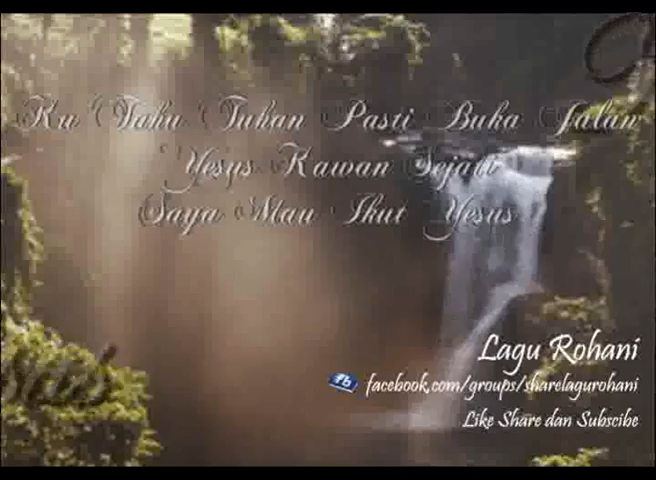 Ku Tahu Tuhan Pasti Buka Jalan
Yesus Kawan Sejati
Saya Mau Ikut Yesus
Lagu Rohani
fb facebook.com/groups/sharelagurohani
Like Share dan Subscibe